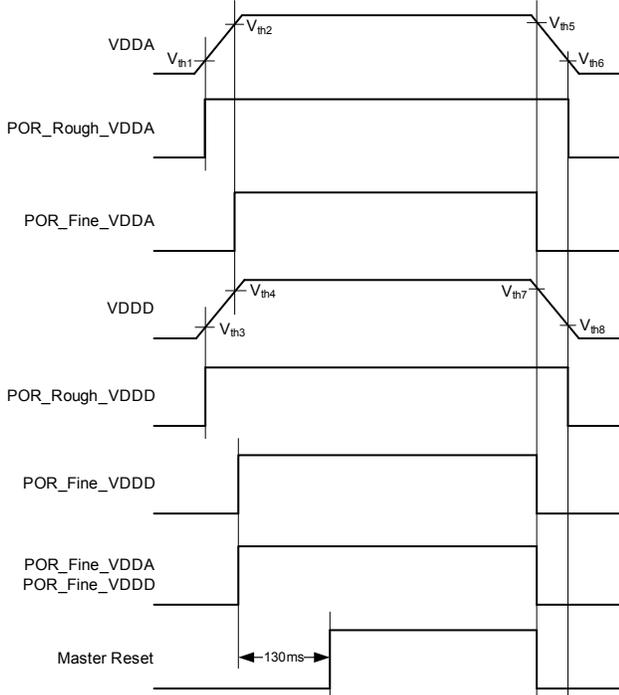 VDDA
Vth1
Vth2
Vth5
Vth6
POR_Rough_VDDA
POR_Fine_VDDA
VDDD
Vth3
Vth4
Vth7
Vth8
POR_Rough_VDDD
POR_Fine_VDDD
POR_Fine_VDDA
POR_Fine_VDDD
Master Reset
130ms